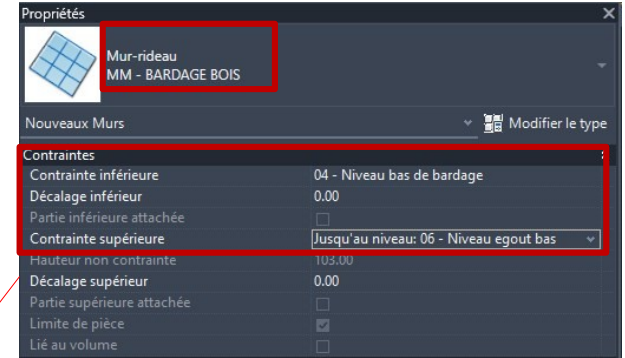 Propriétés
Mur-rideau
MM - BARDAGE BOIS
Nouveaux Murs Modifier le type
Contraintes
Contrainte inférieure 04 - Niveau bas de bardage
Décalage inférieur 0.00
Partie inférieure attachée
Contrainte supérieure Jusqu'au niveau: 06 - Niveau egout bas
Hauteur non contrainte 103.00
Décalage supérieur 0.00
Partie supérieure attachée
Limite de pièce
Lié au volume